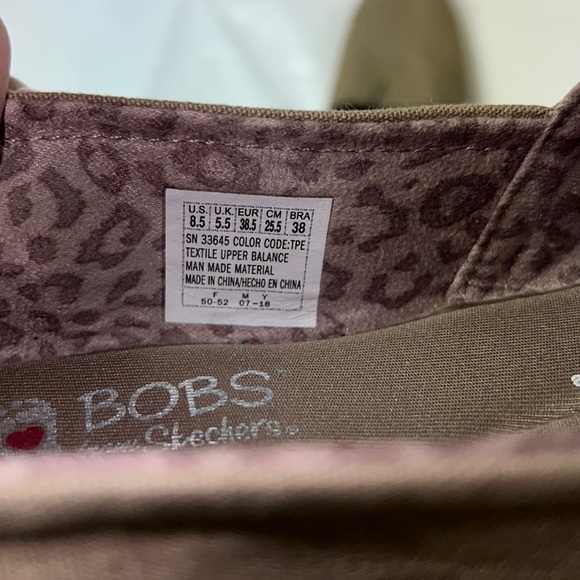 U.S. U.K. EUR CM BRA
8.5 5.5 38.5 25.5 38
SN 33645 COLOR CODE:TPE
TEXTILE UPPER BALANCE
MAN MADE MATERIAL
MADE IN CHINA/HECHO EN CHINA
F M Y
50-52 07-18
BOBS™
from Skechers®